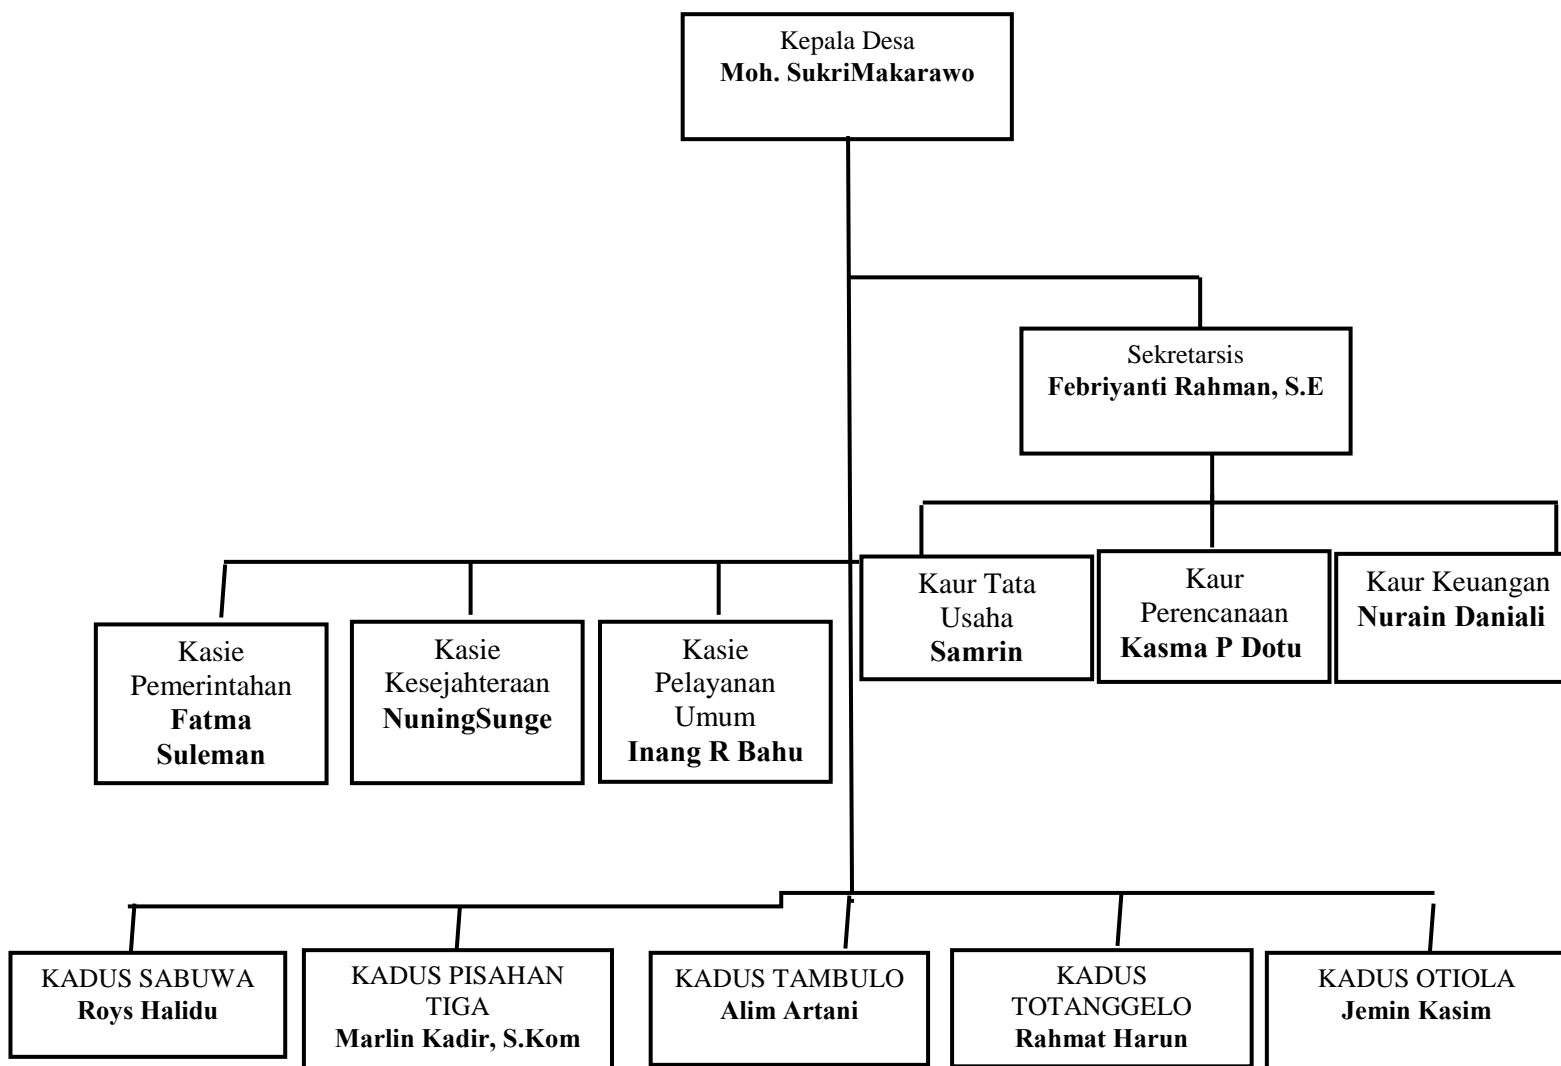 Kepala Desa
Moh. SukriMakarawo
Sekretarsis
Febriyanti Rahman, S.E
Kaur Tata
Usaha
Samrin
Kaur
Perencanaan
Kasma P Dotu
Kaur Keuangan
Nurain Daniali
Kasie
Pemerintahan
Fatma
Suleman
Kasie
Kesejahteraan
NuningSunge
Kasie
Pelayanan
Umum
Inang R Bahu
KADUS SABUWA
Roys Halidu
KADUS PISAHAN
TIGA
Marlin Kadir, S.Kom
KADUS TAMBULO
Alim Artani
KADUS
TOTANGGELO
Rahmat Harun
KADUS OTIOLA
Jemin Kasim